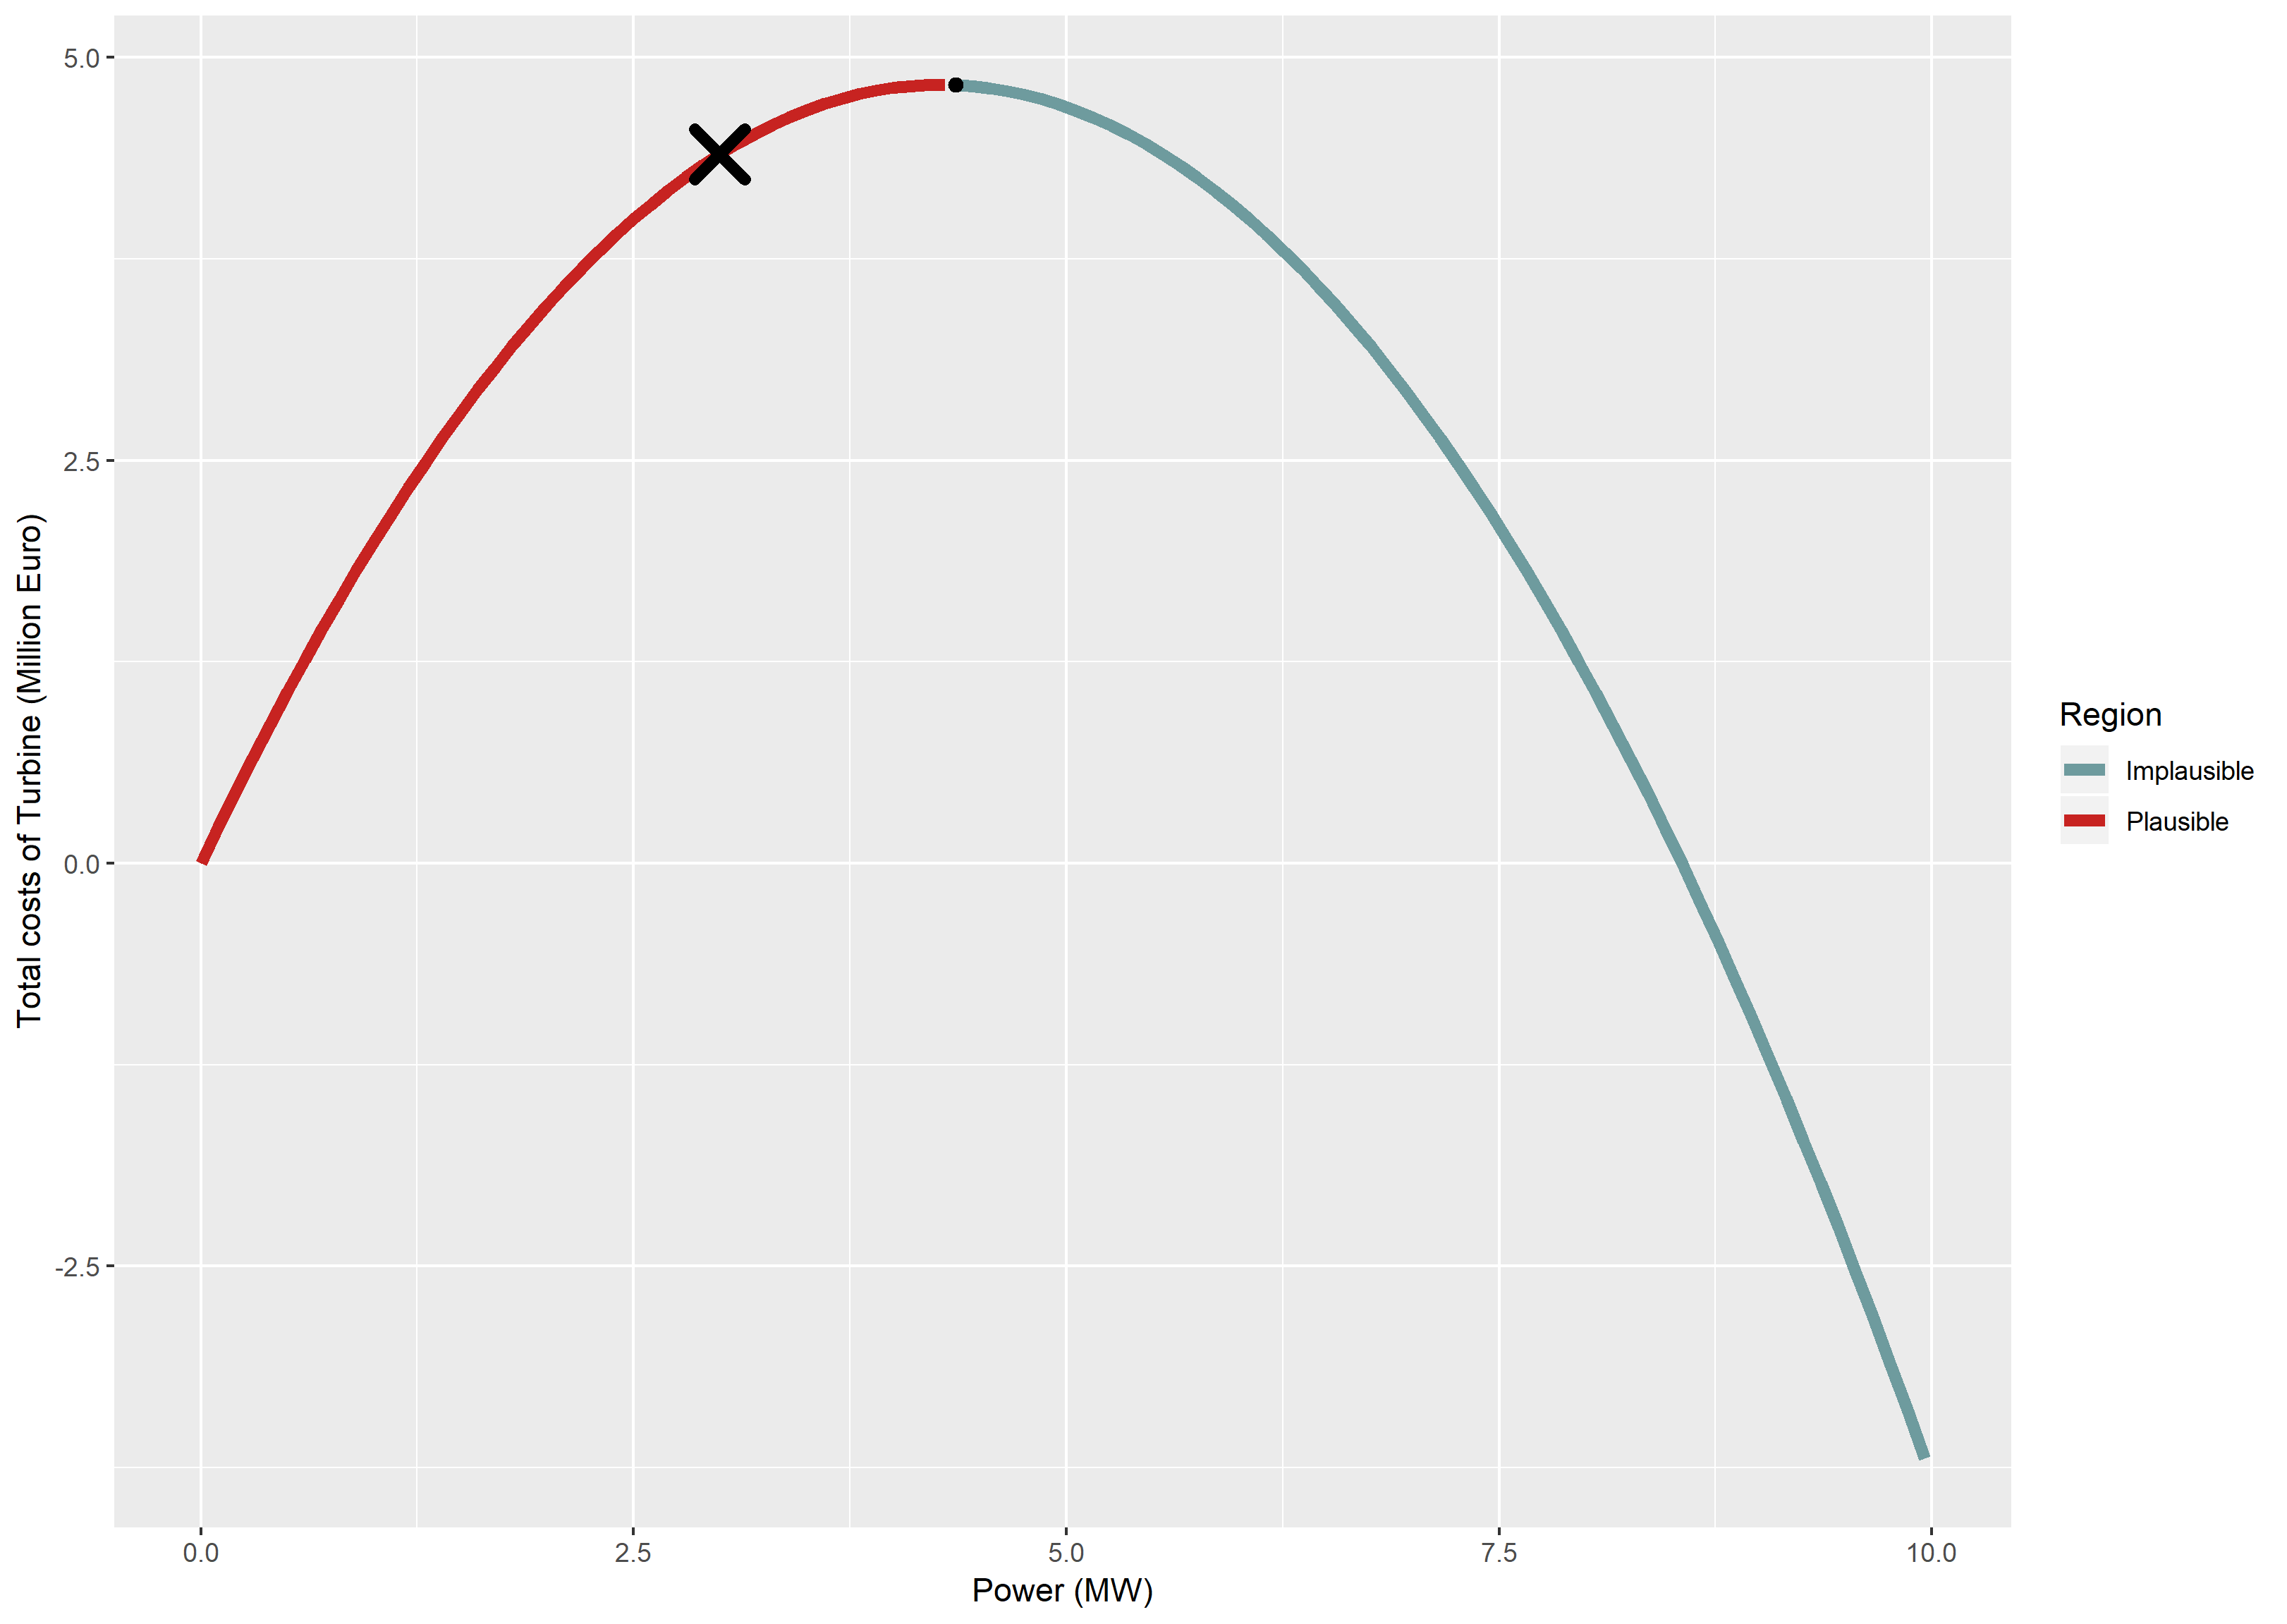 5.0
2.5
0.0
-2.5
Total costs of Turbine (Million Euro)
0.0 2.5 5.0 7.5 10.0
Power (MW)
Region
Implausible
Plausible